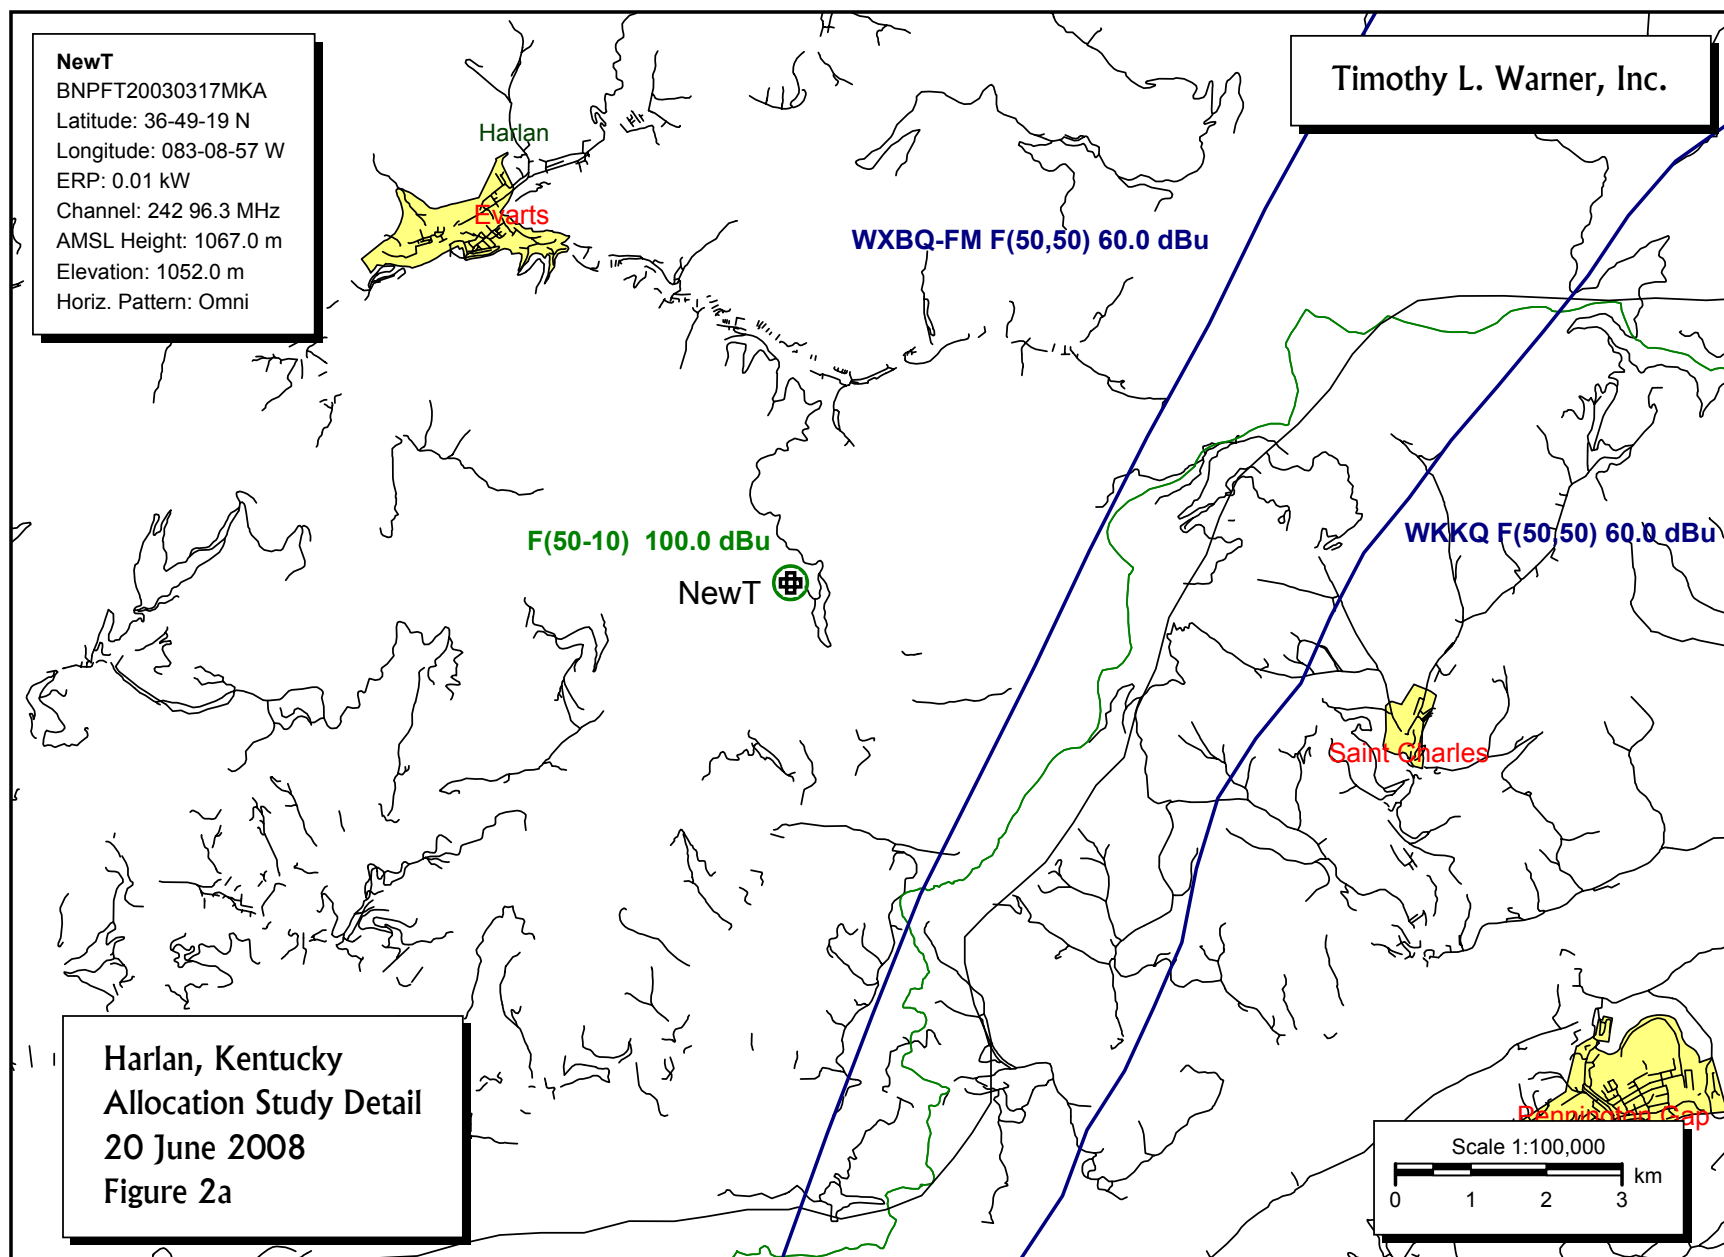 NewT
BNPFT20030317MKA
Latitude: 36-49-19 N
Longitude: 083-08-57 W
ERP: 0.01 kW
Channel: 242 96.3 MHz
AMSL Height: 1067.0 m
Elevation: 1052.0 m
Horiz. Pattern: Omni
Timothy L. Warner, Inc.
Harlan
Evarts
WXBQ-FM F(50,50) 60.0 dBu
WKKQ F(50,50) 60.0 dBu
F(50-10) 100.0 dBu
NewT
Saint Charles
Pennington Gap
Harlan, Kentucky
Allocation Study Detail
20 June 2008
Figure 2a
Scale 1:100,000
km
0 1 2 3